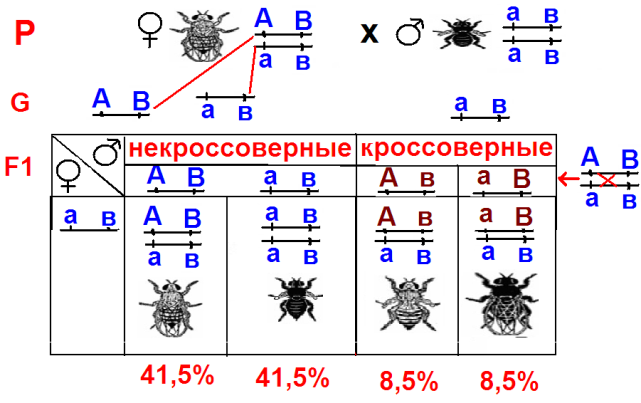 P ♀ A B х ♂ а в
а в а в
G A B а в а в
F1 ♂ некроссоверные кроссоверные A B
♀ A B а в A в а B ← а в
а в A B а в A в а B
а в а в а в а в
41,5% 41,5% 8,5% 8,5%